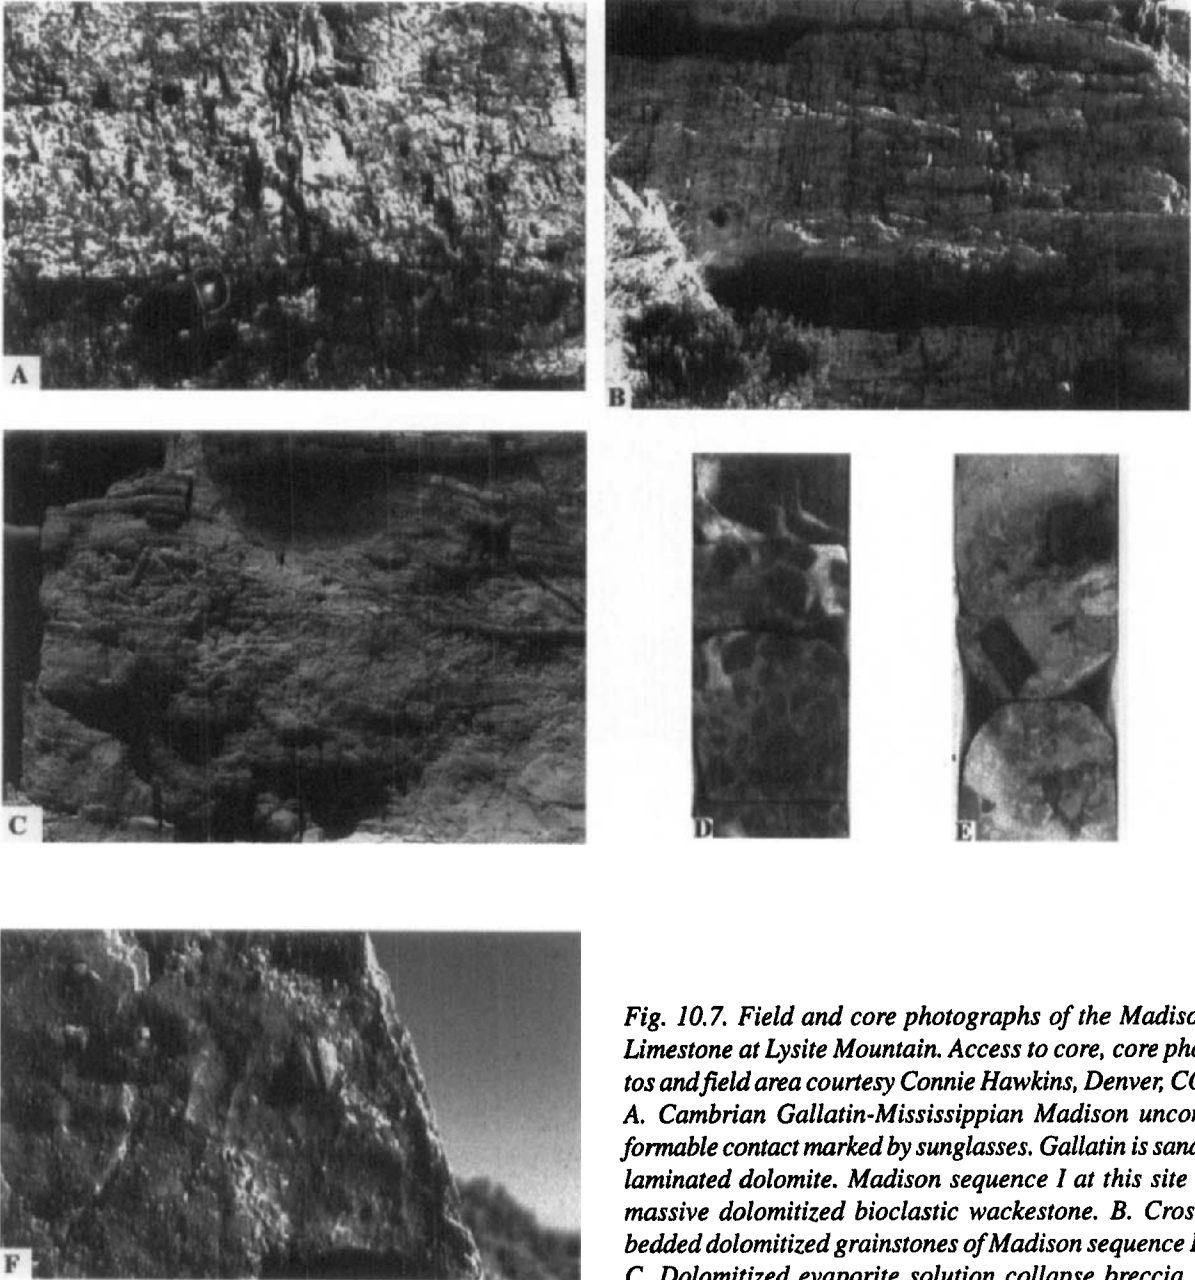 A
B
C
D
E
F
Fig. 10.7. Field and core photographs of the Madiso
Limestone at Lysite Mountain. Access to core, core pho
tos and field area courtesy Connie Hawkins, Denver, CO
A. Cambrian Gallatin-Mississippian Madison uncon
formable contact marked by sunglasses. Gallatin is sand
laminated dolomite. Madison sequence I at this site
massive dolomitized bioclastic wackestone. B. Cros
bedded dolomitized grainstones of Madison sequence I
C. Dolomitized evaporite solution collapse breccia